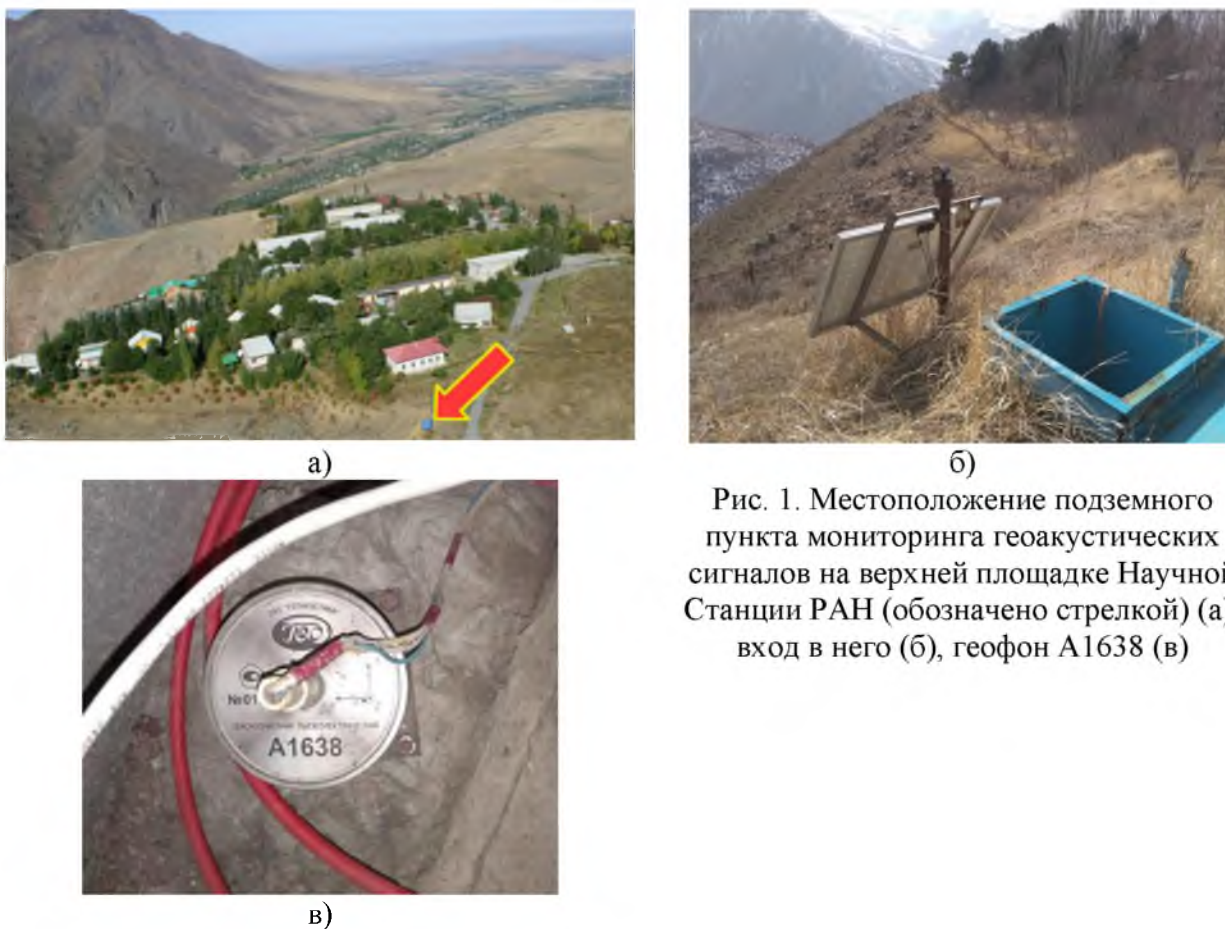 а)
б)
Рис. 1. Местоположение подземного
пункта мониторинга геоакустических
сигналов на верхней площадке Научной
Станции РАН (обозначено стрелкой) (а)
вход в него (б), геофон А1638 (в)
№01
А1638
в)